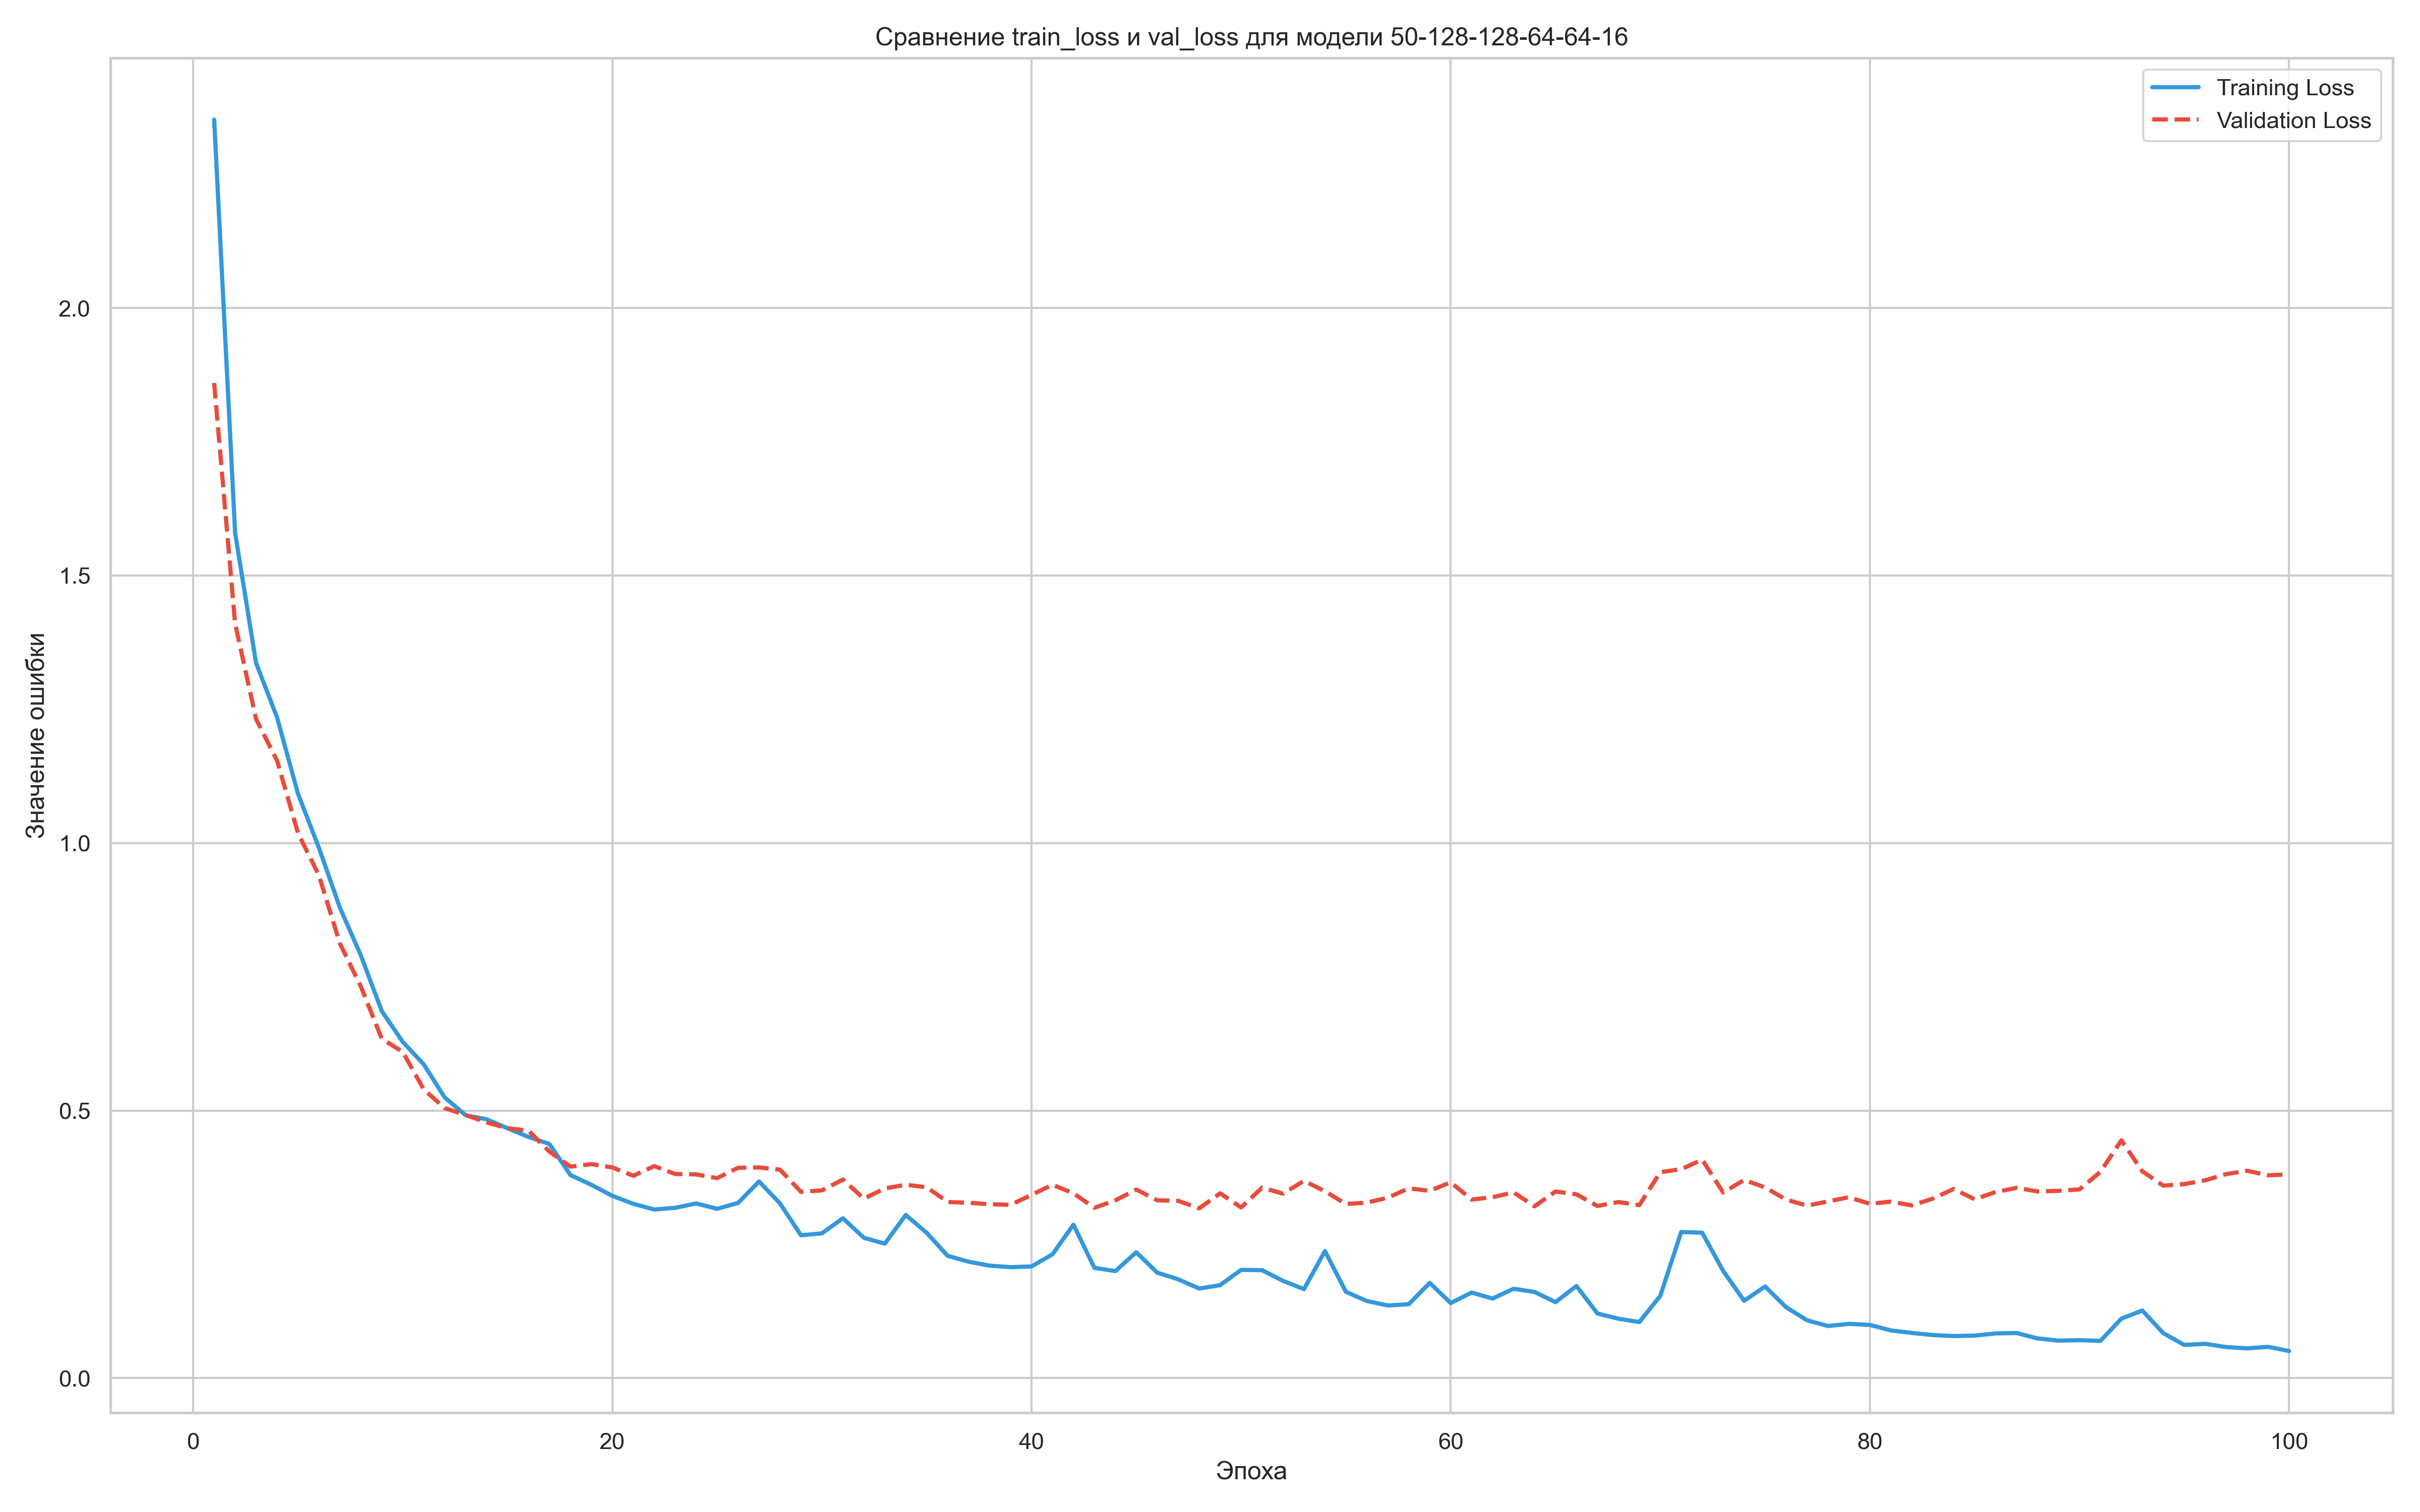 Сравнение train_loss и val_loss для модели 50-128-128-64-64-16
Training Loss
Validation Loss
Значение ошибки
2.0
1.5
1.0
0.5
0.0
0
20
40
60
80
100
Эпоха